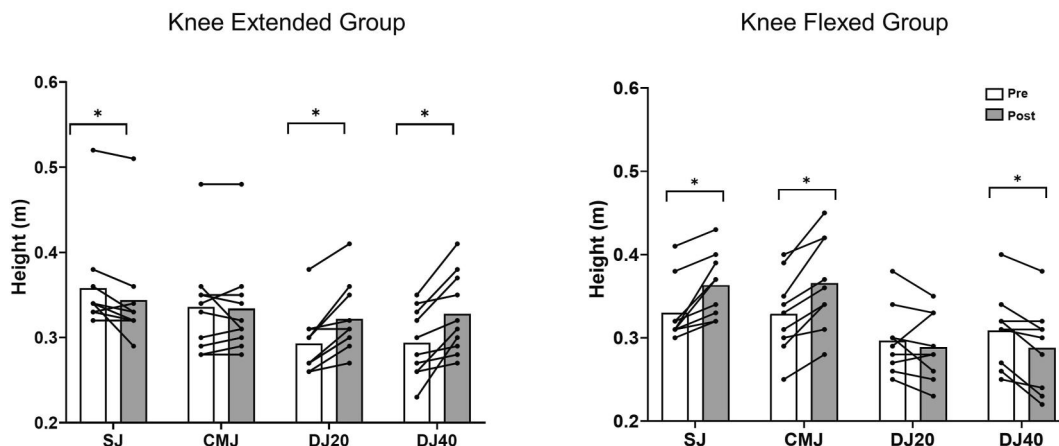 Knee Extended Group
Height (m)
0.6
0.5
0.4
0.3
0.2
*
*
*
SJ
CMJ
DJ20
DJ40
Knee Flexed Group
Height (m)
0.6
0.5
0.4
0.3
0.2
Pre
Post
*
*
*
SJ
CMJ
DJ20
DJ40